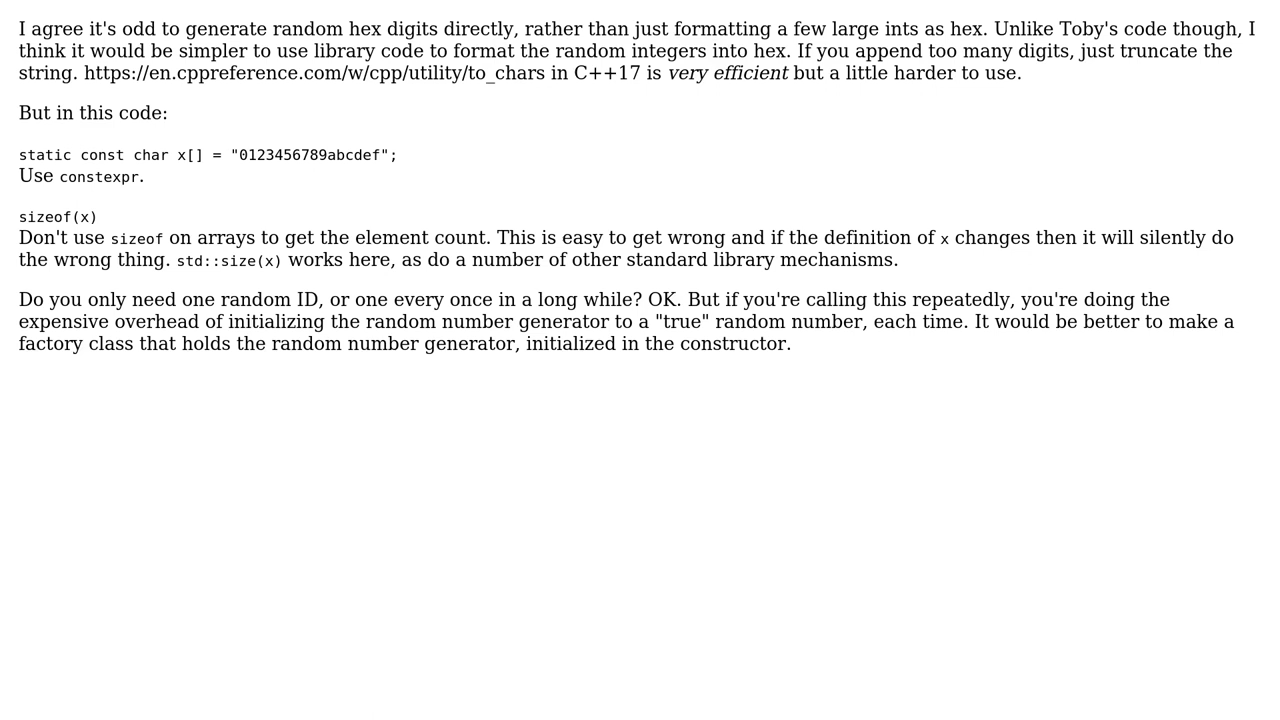 I agree it's odd to generate random hex digits directly, rather than just formatting a few large ints as hex. Unlike Toby's code though, I
think it would be simpler to use library code to format the random integers into hex. If you append too many digits, just truncate the
string. https://en.cppreference.com/w/cpp/utility/to_chars in C++17 is very efficient but a little harder to use.
But in this code:
static const char x[] = "0123456789abcdef";
Use constexpr.
sizeof(x)
Don't use sizeof on arrays to get the element count. This is easy to get wrong and if the definition of x changes then it will silently do
the wrong thing. std::size(x) works here, as do a number of other standard library mechanisms.
Do you only need one random ID, or one every once in a long while? OK. But if you're calling this repeatedly, you're doing the
expensive overhead of initializing the random number generator to a "true" random number, each time. It would be better to make a
factory class that holds the random number generator, initialized in the constructor.